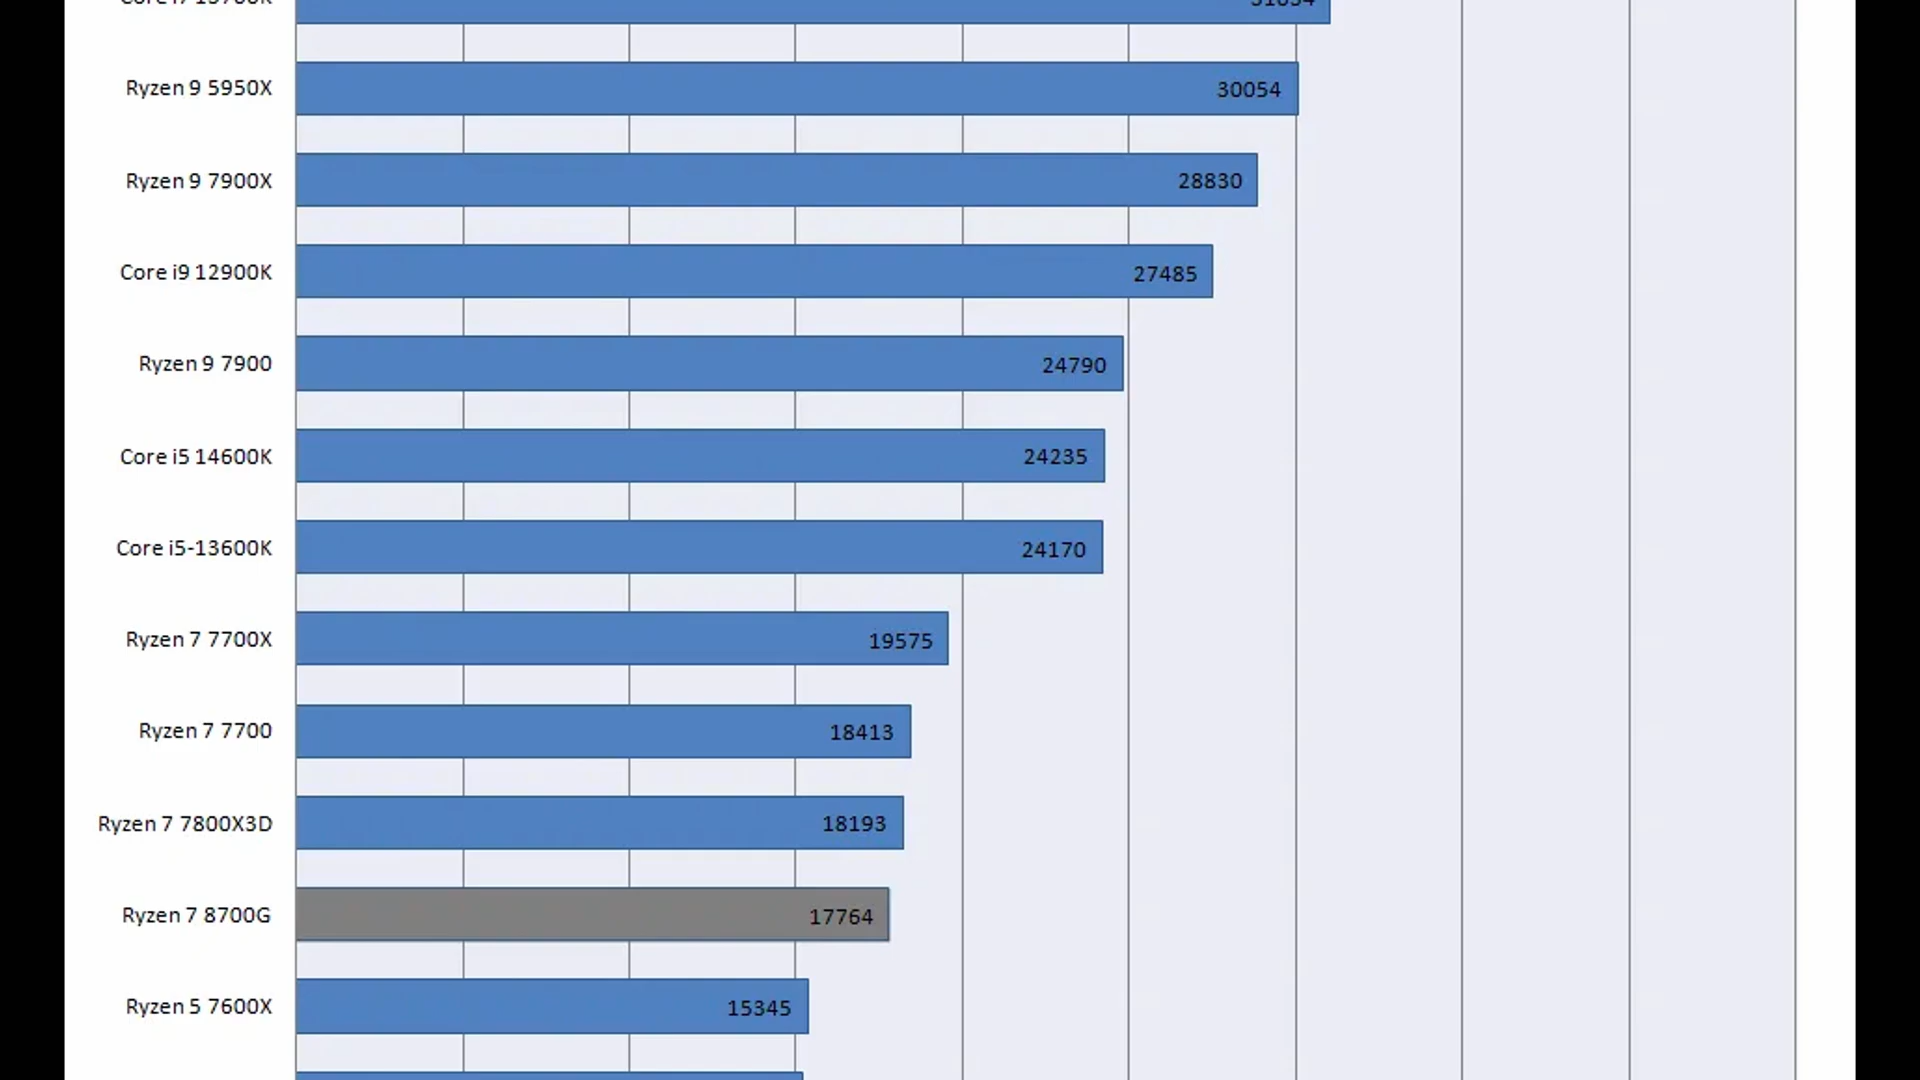 Ryzen 9 5950X 30054
Ryzen 9 7900X 28830
Core i9 12900K 27485
Ryzen 9 7900 24790
Core i5 14600K 24235
Core i5-13600K 24170
Ryzen 7 7700X 19575
Ryzen 7 7700 18413
Ryzen 7 7800X3D 18193
Ryzen 7 8700G 17764
Ryzen 5 7600X 15345